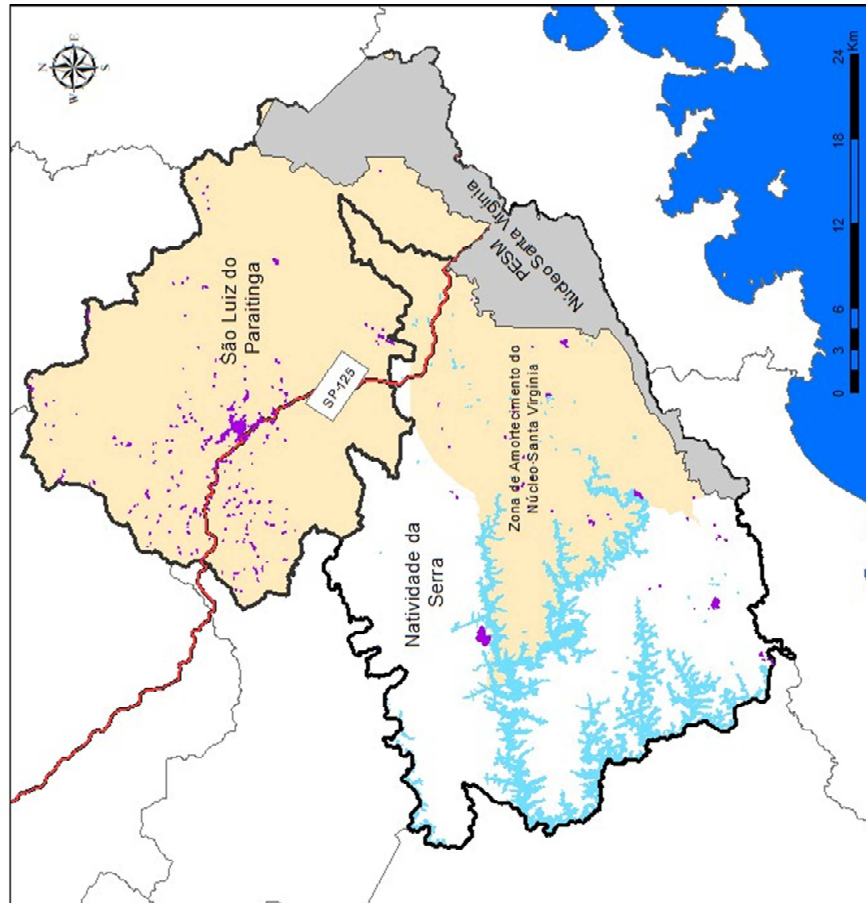 N
W E
S
São Luiz do
Paraitinga
SP-125
PESM
Núcleo Santa Virgínia
Natividade da
Serra
Zona de Amortecimento do
Núcleo Santa Virgínia
0 3 6 12 18 24
Km